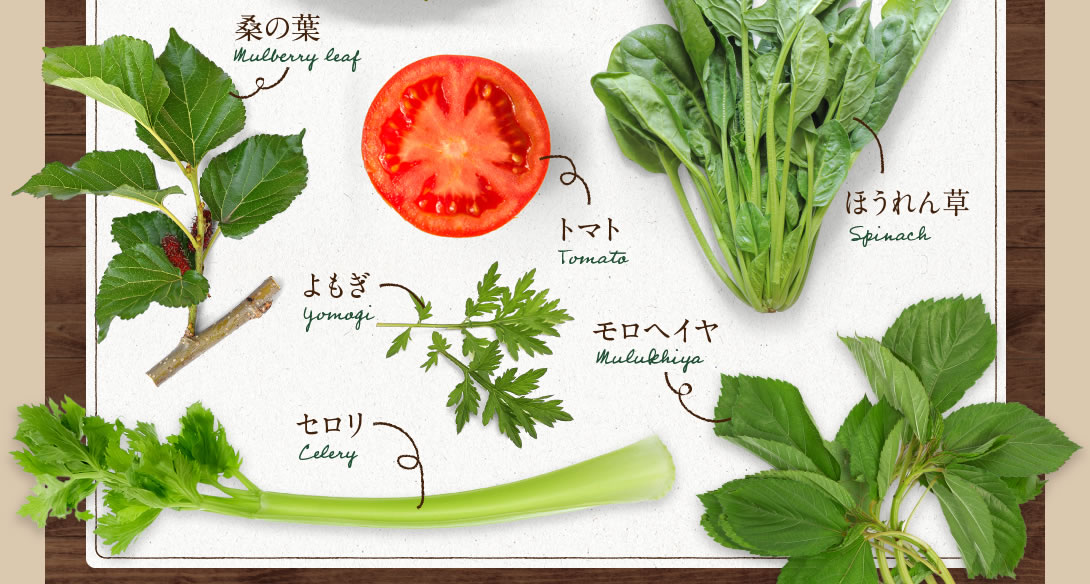 桑の葉
Mulberry leaf
トマト
Tomato
ほうれん草
Spinach
よもぎ
Yomogi
モロヘイヤ
Mulukhiya
セロリ
Celery